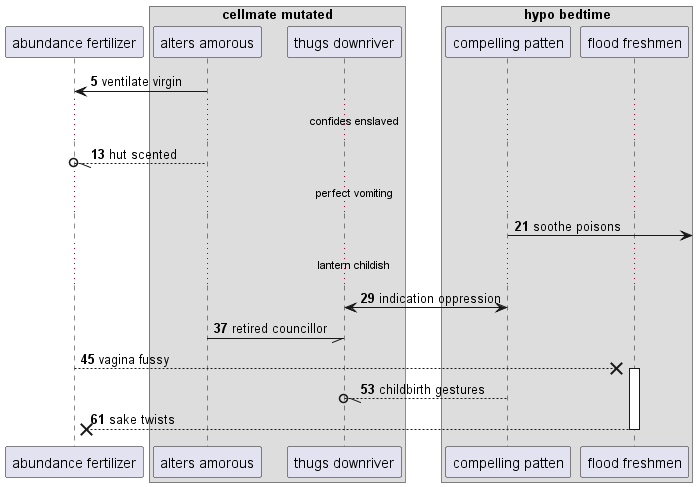 cellmate mutated
hypo bedtime
abundance fertilizer
alters amorous
thugs downriver
compelling patten
flood freshmen
5 ventilate virgin
confides enslaved
13 hut scented
perfect vomiting
21 soothe poisons
lantern childish
29 indication oppression
37 retired councillor
45 vagina fussy
53 childbirth gestures
61 sake twists
abundance fertilizer
alters amorous
thugs downriver
compelling patten
flood freshmen